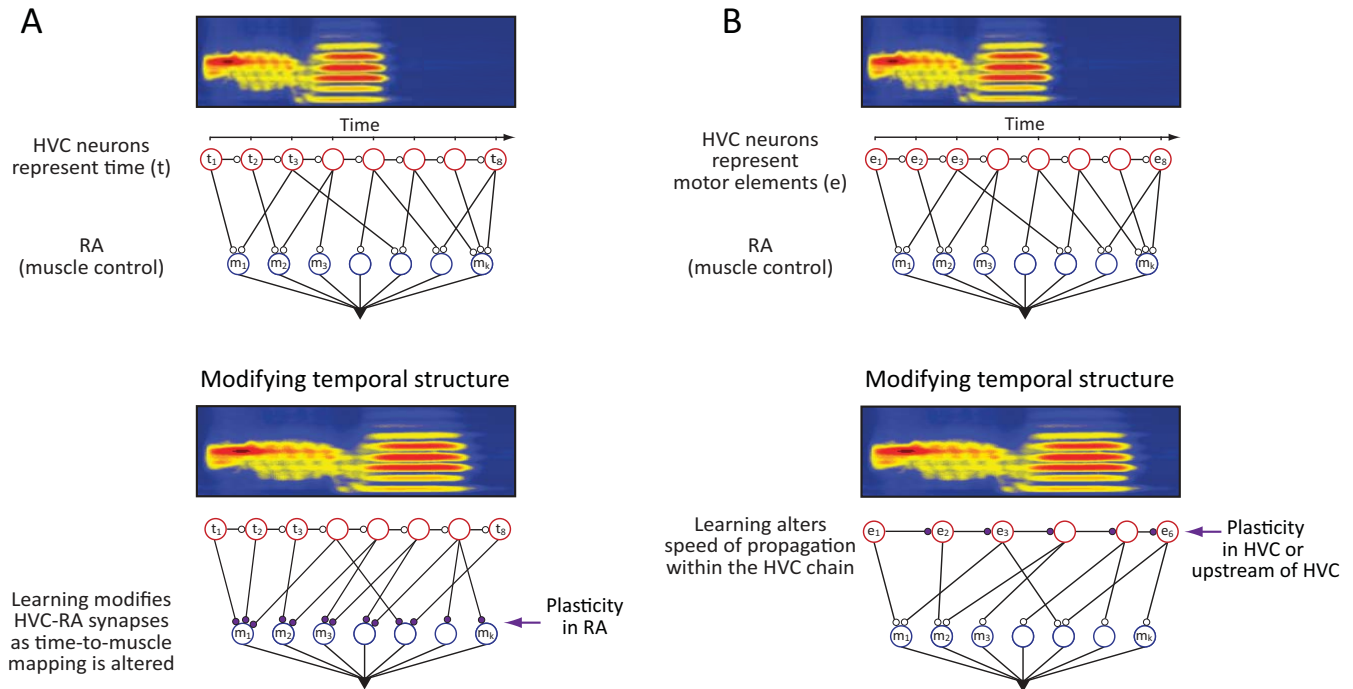 A
Time
HVC neurons
represent time (t)
t1 t2 t3 t8
RA
(muscle control)
m1 m2 m3 mk
Modifying temporal structure
t1 t2 t3 t8
Learning modifies
HVC-RA synapses
as time-to-muscle
mapping is altered
m1 m2 m3 mk
Plasticity
in RA
B
Time
HVC neurons
represent
motor elements (e)
e1 e2 e3 e8
RA
(muscle control)
m1 m2 m3 mk
Modifying temporal structure
Learning alters
speed of propagation
within the HVC chain
e1 e2 e3 e6
Plasticity
in HVC or
upstream of HVC
m1 m2 m3 mk